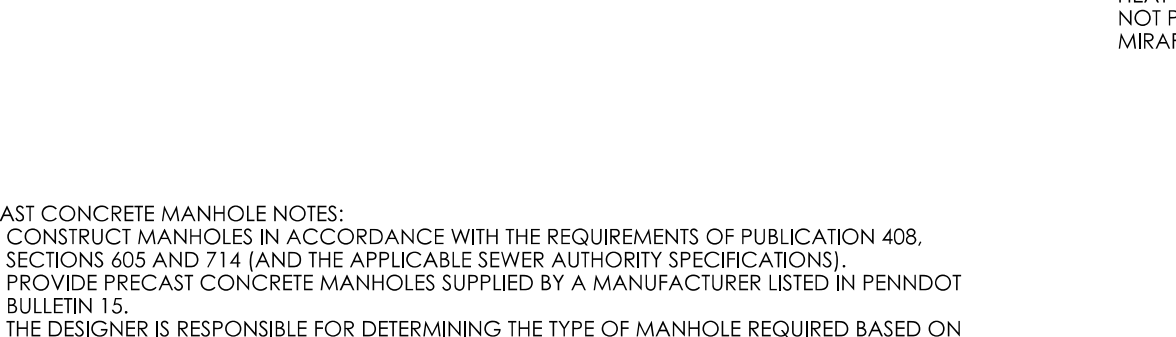 NOT P
MIRAF
AST CONCRETE MANHOLE NOTES:
CONSTRUCT MANHOLES IN ACCORDANCE WITH THE REQUIREMENTS OF PUBLICATION 408,
SECTIONS 605 AND 714 (AND THE APPLICABLE SEWER AUTHORITY SPECIFICATIONS).
PROVIDE PRECAST CONCRETE MANHOLES SUPPLIED BY A MANUFACTURER LISTED IN PENNDOT
BULLETIN 15.
THE DESIGNER IS RESPONSIBLE FOR DETERMINING THE TYPE OF MANHOLE REQUIRED BASED ON